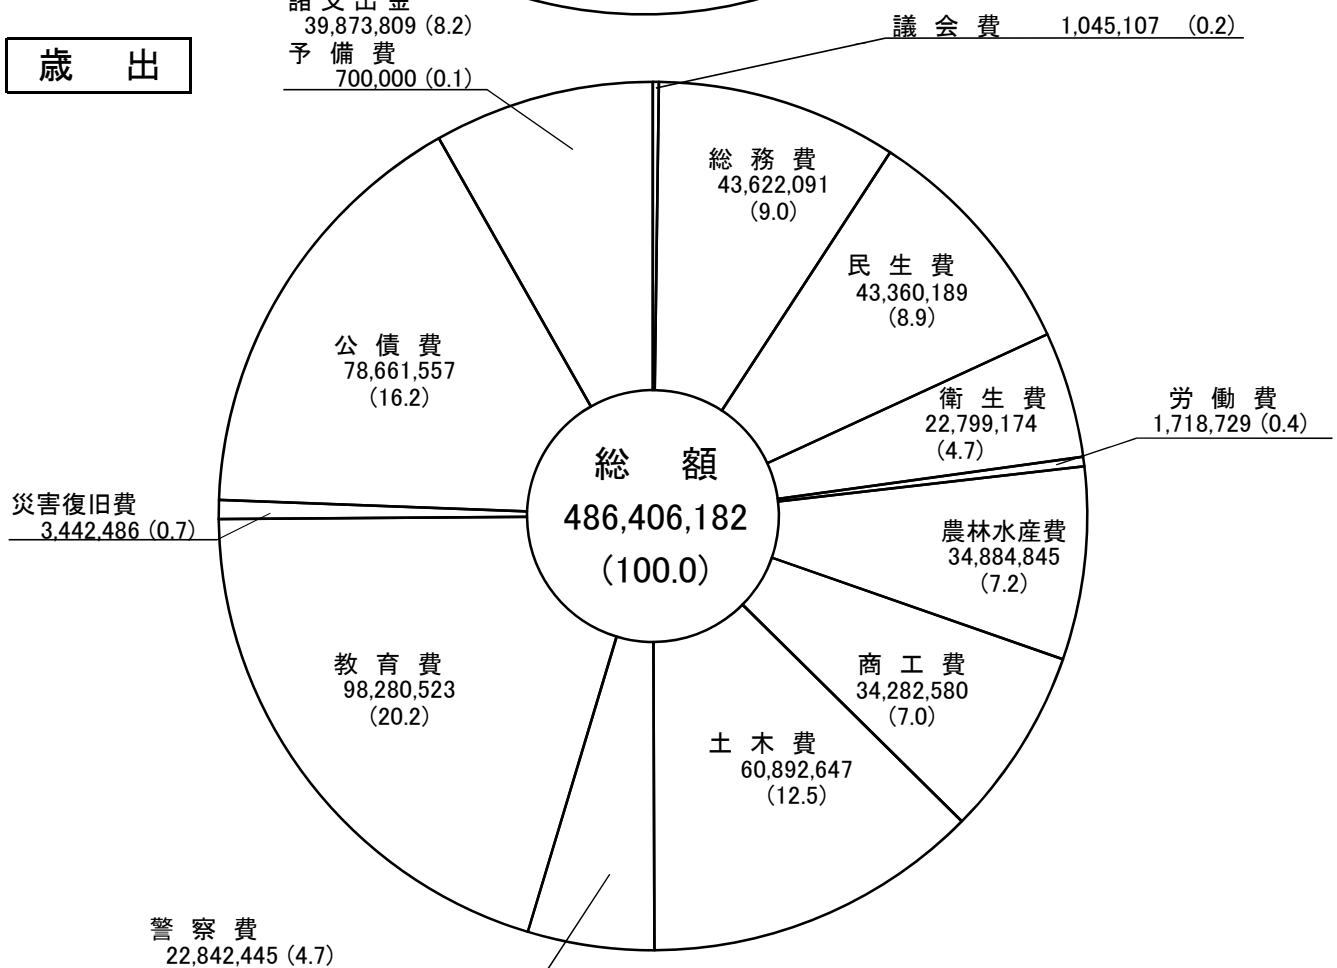 諸支出金
39,873,809 (8.2)
議会費 1,045,107 (0.2)
歳出
予備費
700,000 (0.1)
総務費
43,622,091
(9.0)
民生費
43,360,189
(8.9)
公債費
78,661,557
(16.2)
衛生費
22,799,174
(4.7)
労働費
1,718,729 (0.4)
総額
486,406,182
(100.0)
災害復旧費
3,442,486 (0.7)
農林水産費
34,884,845
(7.2)
教育費
98,280,523
(20.2)
商工費
34,282,580
(7.0)
土木費
60,892,647
(12.5)
警察費
22,842,445 (4.7)